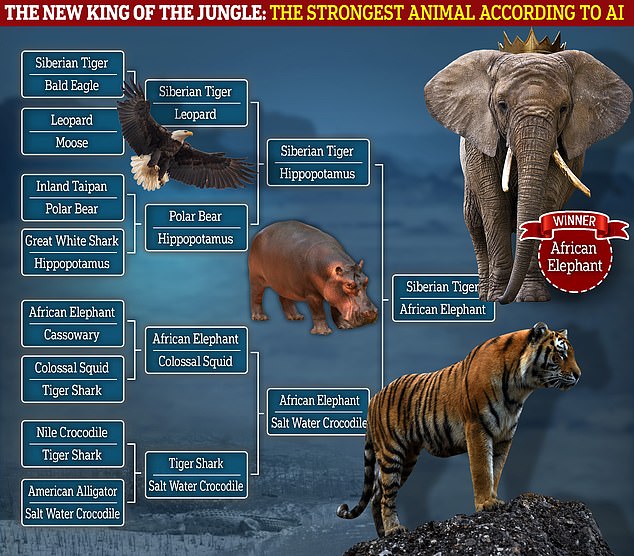 THE NEW KING OF THE JUNGLE: THE STRONGEST ANIMAL ACCORDING TO AI
Siberian Tiger
Bald Eagle
Leopard
Moose
Inland Taipan
Polar Bear
Great White Shark
Hippopotamus
African Elephant
Cassowary
Colossal Squid
Tiger Shark
Nile Crocodile
Tiger Shark
American Alligator
Salt Water Crocodile
Siberian Tiger
Leopard
Polar Bear
Hippopotamus
African Elephant
Colossal Squid
Tiger Shark
Salt Water Crocodile
Siberian Tiger
Hippopotamus
African Elephant
Salt Water Crocodile
Siberian Tiger
African Elephant
WINNER
African
Elephant